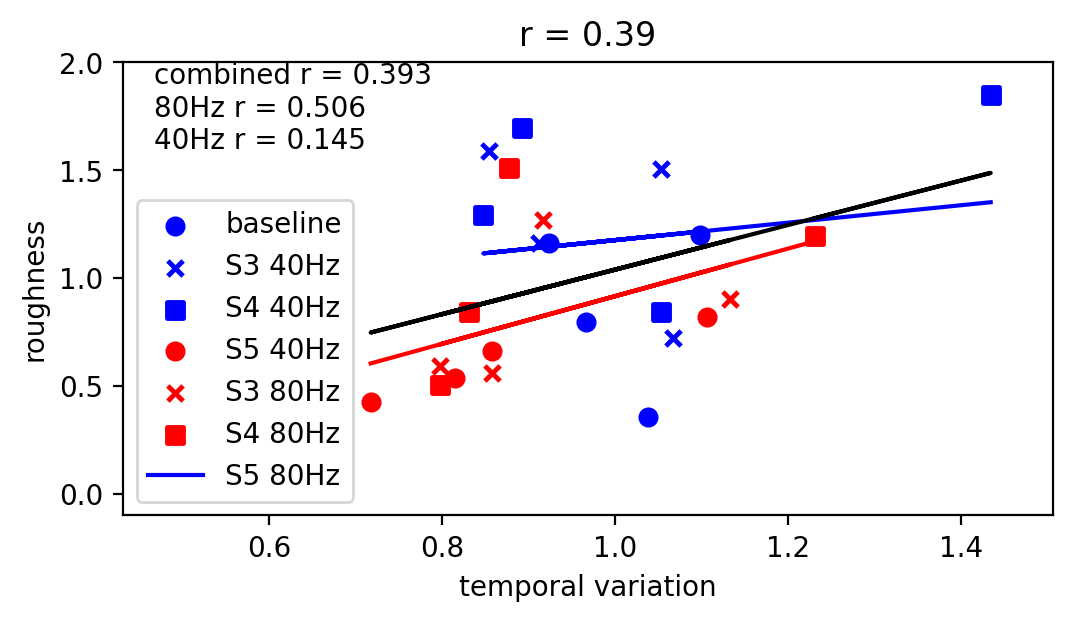 r = 0.39
combined r = 0.393
80Hz r = 0.506
40Hz r = 0.145
2.0
1.5
1.0
0.5
0.0
roughness
baseline
S3 40Hz
S4 40Hz
S5 40Hz
S3 80Hz
S4 80Hz
S5 80Hz
0.6 0.8 1.0 1.2 1.4
temporal variation